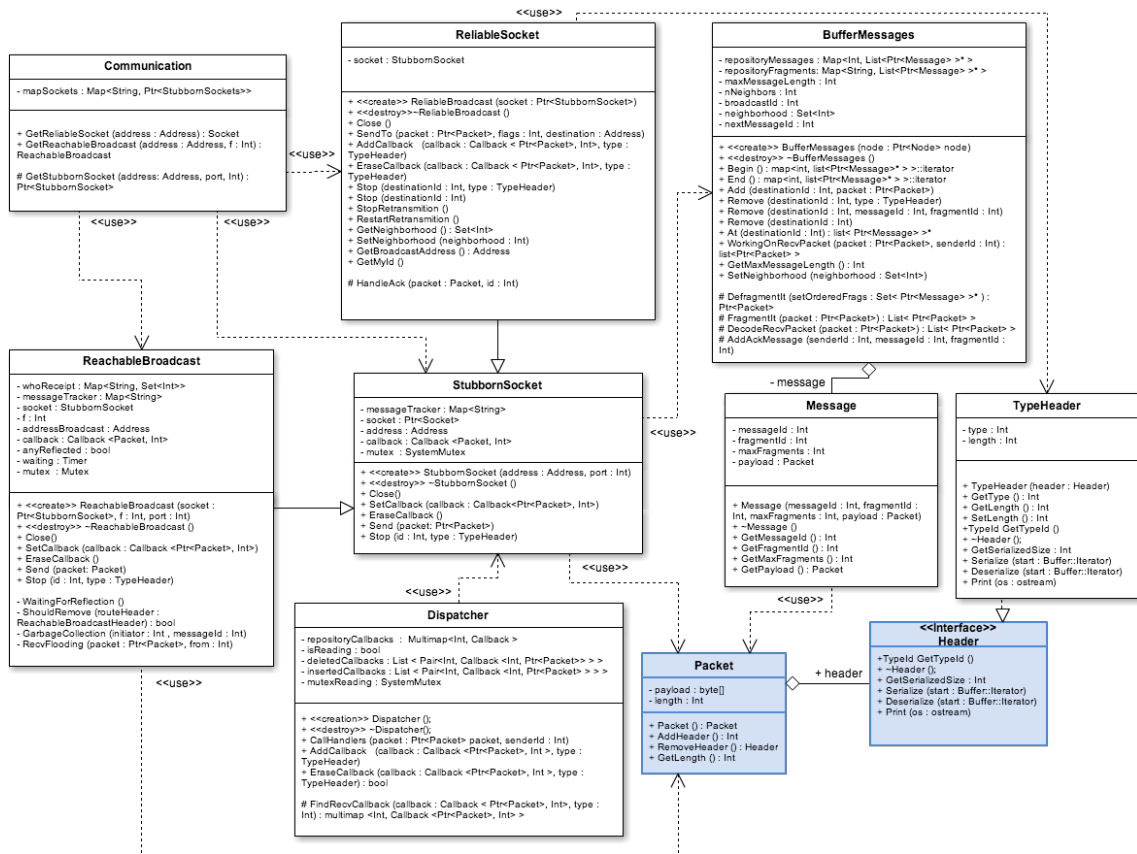 <<use>>
Communication
- mapSockets : Map<String, Ptr<StubbornSockets>>
+ GetReliableSocket (address : Address) : Socket
+ GetReachableBroadcast (address : Address, f : Int) :
ReachableBroadcast
# GetStubbornSocket (address: Address, port, Int) :
Ptr<StubbornSocket>
<<use>>
<<use>>
<<use>>
ReliableSocket
- socket : StubbornSocket
+ <<create>> ReliableBroadcast (socket : Ptr<StubbornSocket>)
+ <<destroy>>~ReliableBroadcast ()
+ Close ()
+ SendTo (packet : Ptr<Packet>, flags : Int, destination : Address)
+ AddCallback (callback : Callback < Ptr<Packet>, Int>, type :
TypeHeader)
+ EraseCallback (callback : Callback < Ptr<Packet>, Int>, type :
TypeHeader)
+ Stop (destinationId : Int, type : TypeHeader)
+ Stop (destinationId : Int)
+ StopRetransmition ()
+ RestartRetransmition ()
+ GetNeighborhood () : Set<Int>
+ SetNeighborhood (neighborhood : Int)
+ GetBroadcastAddress () : Address
+ GetMyId ()
# HandleAck (packet : Packet, id : Int)
BufferMessages
- repositoryMessages : Map<Int, List<Ptr<Message> >* >
- repositoryFragments: Map<String, List<Ptr<Message> >* >
- maxMessageLength : Int
- nNeighbors : Int
- broadcastId : Int
- neighborhood : Set<Int>
- nextMessageId : Int
+ <<create>> BufferMessages (node : Ptr<Node> node)
+ <<destroy>> ~BufferMessages ()
+ Begin () : map<int, list<Ptr<Message>* > >::iterator
+ End () : map<int, list<Ptr<Message>* > >::iterator
+ Add (destinationId : Int, packet : Ptr<Packet>)
+ Remove (destinationId : Int, type : TypeHeader)
+ Remove (destinationId : Int, messageId : Int, fragmentId : Int)
+ Remove (destinationId : Int)
+ At (destinationId : Int) : list< Ptr<Message> >*
+ WorkingOnRecvPacket (packet : Ptr<Packet>, senderId : Int) :
list<Ptr<Packet> >
+ GetMaxMessageLength () : Int
+ SetNeighborhood (neighborhood : Set<Int>)
# DefragmentIt (setOrderedFrags : Set< Ptr<Message> >* ) :
Ptr<Packet>
# FragmentIt (packet : Ptr<Packet>) : List< Ptr<Packet> >
# DecodeRecvPacket (packet : Ptr<Packet>) : List< Ptr<Packet> >
# AddAckMessage (senderId : Int, messageId : Int, fragmentId :
Int)
ReachableBroadcast
- whoReceipt : Map<String, Set<Int>>
- messageTracker : Map<String>
- socket : StubbornSocket
- f : Int
- addressBroadcast : Address
- callback : Callback <Packet, Int>
- anyReflected : bool
- waiting : Timer
- mutex : Mutex
+ <<create>> ReachableBroadcast (socket :
Ptr<StubbornSocket>, f : Int, port : Int)
+ <<destroy>> ~ReachableBroadcast ()
+ Close()
+ SetCallback (callback : Callback <Ptr<Packet>, Int>)
+ EraseCallback ()
+ Send (packet: Packet)
+ Stop (id : Int, type : TypeHeader)
- WaitingForReflection ()
- ShouldRemove (routeHeader :
ReachableBroadcastHeader) : bool
- GarbageCollection (initiator : Int , messageId : Int)
- RecvFlooding (packet : Ptr<Packet>, from : Int)
<<use>>
StubbornSocket
- messageTracker : Map<String>
- socket : Ptr<Socket>
- address : Address
- callback : Callback <Packet, Int>
- mutex : SystemMutex
+ <<create>> StubbornSocket (address : Address, port : Int)
+ <<destroy>> ~StubbornSocket ()
+ Close()
+ SetCallback (callback : Callback<Ptr<Packet>, Int>)
+ EraseCallback ()
+ Send (packet: Ptr<Packet>)
+ Stop (id : Int, type : TypeHeader)
<<use>>
<<use>>
<<use>>
- message
Message
- messageId : Int
- fragmentId : Int
- maxFragments : Int
- payload : Packet
+ Message (messageId : Int, fragmentId :
Int, maxFragments : Int, payload : Packet)
+ ~Message ()
+ GetMessageId () : Int
+ GetFragmentId () : Int
+ GetMaxFragments () : Int
+ GetPayload () : Packet
<<use>>
TypeHeader
- type : Int
- length : Int
+ TypeHeader (header : Header)
+ GetType () : Int
+ GetLength () : Int
+ SetLength () : Int
+TypeId GetTypeId ()
+ ~Header ();
+ GetSerializedSize : Int
+ Serialize (start : Buffer::Iterator)
+ Deserialize (start : Buffer::Iterator)
+ Print (os : ostream)
Dispatcher
- repositoryCallbacks : Multimap<Int, Callback >
- isReading : bool
- deletedCallbacks : List < Pair<Int, Callback <Int, Ptr<Packet>> > >
- insertedCallbacks : List < Pair<Int, Callback <Int, Ptr<Packet> > > >
- mutexReading : SystemMutex
+ <<creation>> Dispatcher ();
+ <<destroy>> ~Dispatcher();
+ CallHandlers (packet : Ptr<Packet> packet, senderId : Int)
+ AddCallback (callback : Callback <Ptr<Packet>, Int >, type :
TypeHeader)
+ EraseCallback (callback : Callback <Ptr<Packet>, Int >, type :
TypeHeader) : bool
# FindRecvCallback (callback : Callback < Ptr<Packet>, Int>, type :
Int) : multimap <Int, Callback <Ptr<Packet>, Int> >
Packet
- payload : byte[]
- length : Int
+ Packet () : Packet
+ AddHeader () : Int
+ RemoveHeader () : Header
+ GetLength () : Int
+ header
<<Interface>>
Header
+TypeId GetTypeId ()
+ ~Header ();
+ GetSerializedSize : Int
+ Serialize (start : Buffer::Iterator)
+ Deserialize (start : Buffer::Iterator)
+ Print (os : ostream)